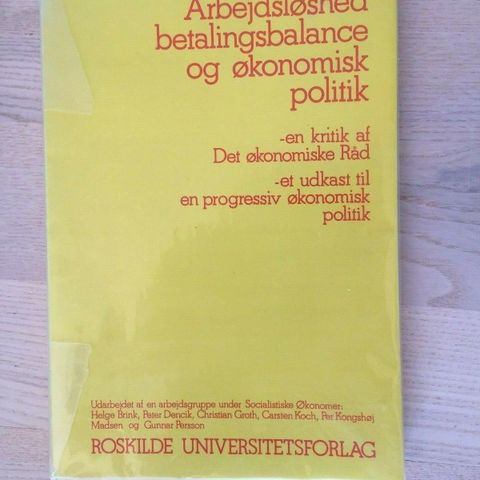 Arbejdsløshed
betalingsbalance
og økonomisk
politik
-en kritik af
Det økonomiske Råd
-et udkast til
en progressiv økonomisk
politik
Udarbejdet af en arbejdsgruppe under Socialistiske Økonomer:
Helge Brink, Peter Dencik, Christian Groth, Carsten Koch, Per Kongshøj
Madsen og Gunnar Persson
ROSKILDE UNIVERSITETSFORLAG